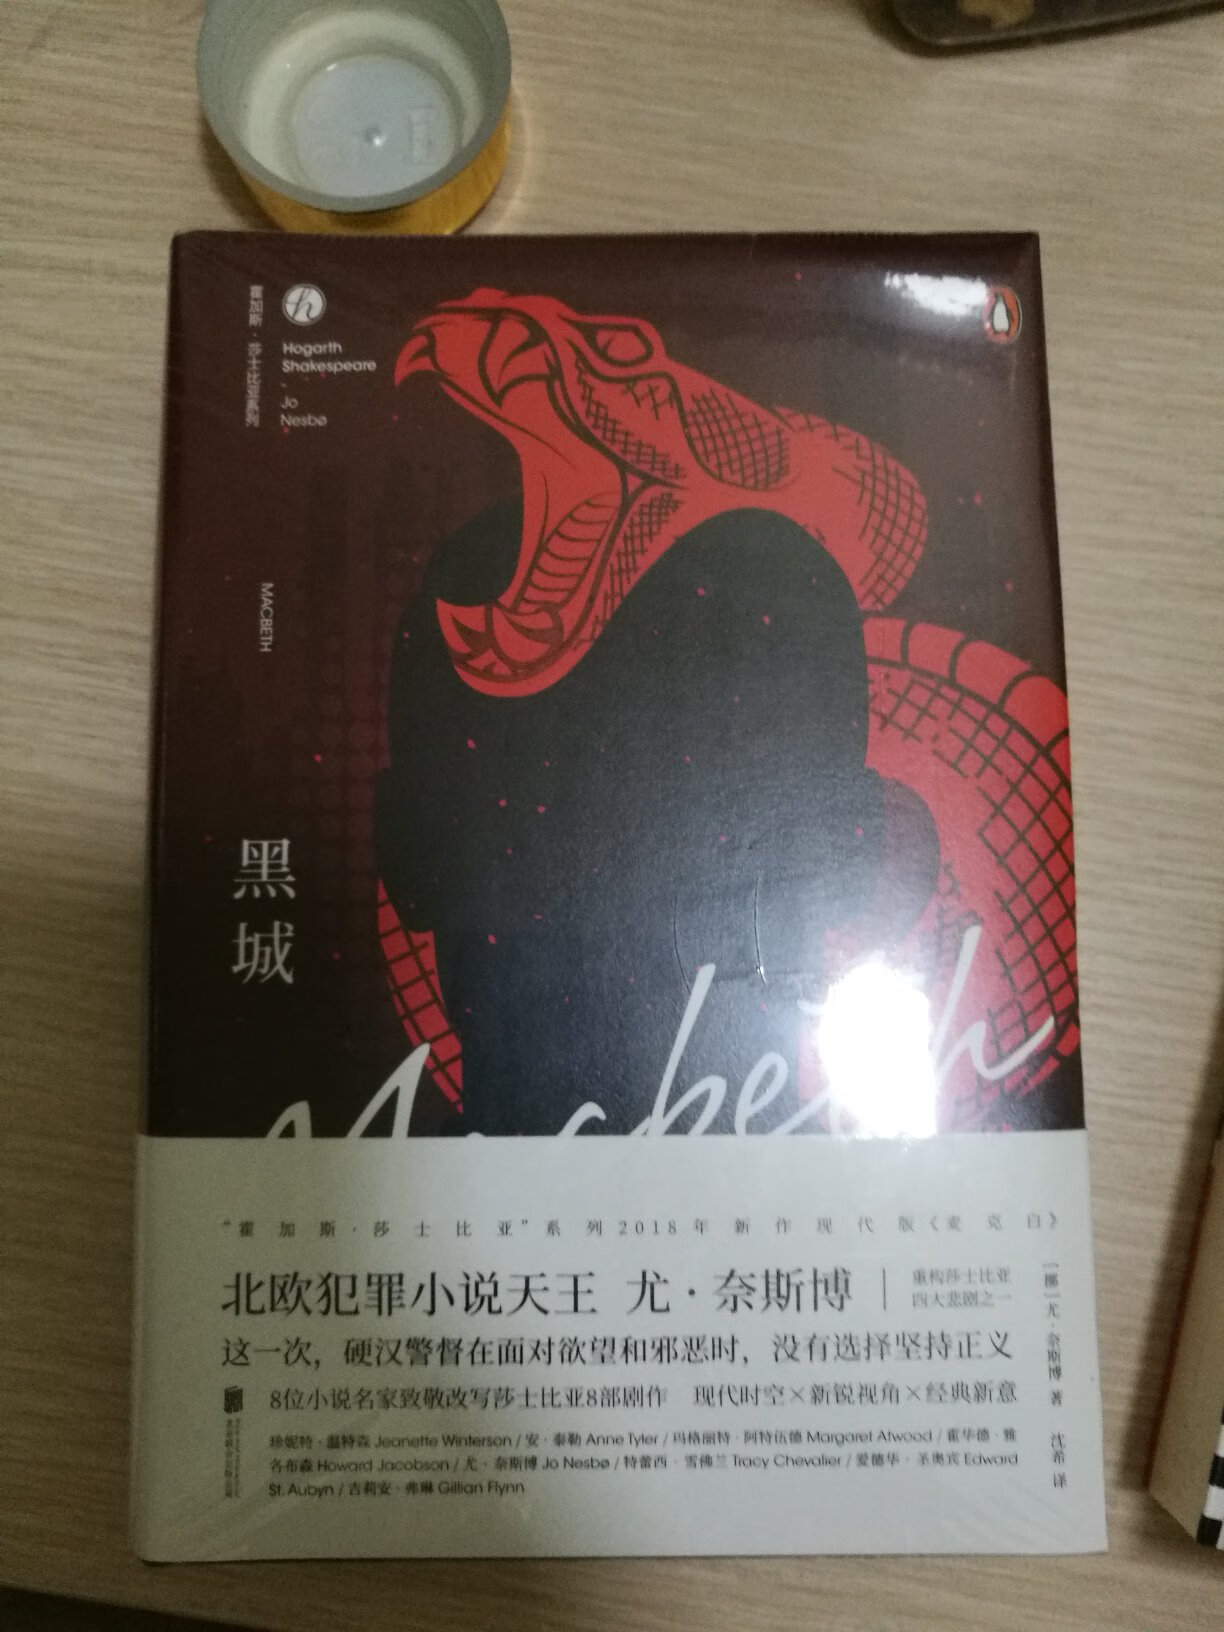 霍加斯·莎士比亚系列
h
Hogarth
Shakespeare
Jo
Nesbø
MACBETH
黑城
Macbeth
“霍加斯·莎士比亚”系列2018年新作现代版《麦克白》
北欧犯罪小说天王 尤·奈斯博
重构莎士比亚
四大悲剧之一
这一次，硬汉警督在面对欲望和邪恶时，没有选择坚持正义
8位小说名家致敬改写莎士比亚8部剧作 现代时空×新锐视角×经典新意
珍妮特·温特森 Jeanette Winterson / 安·泰勒 Anne Tyler / 玛格丽特·阿特伍德 Margaret Atwood / 霍华德·雅
各布森 Howard Jacobson / 尤·奈斯博 Jo Nesbø / 特蕾西·雪佛兰 Tracy Chevalier / 爱德华·圣奥宾 Edward
St. Aubyn / 吉莉安·弗琳 Gillian Flynn
[挪]尤·奈斯博 著 沈希 译